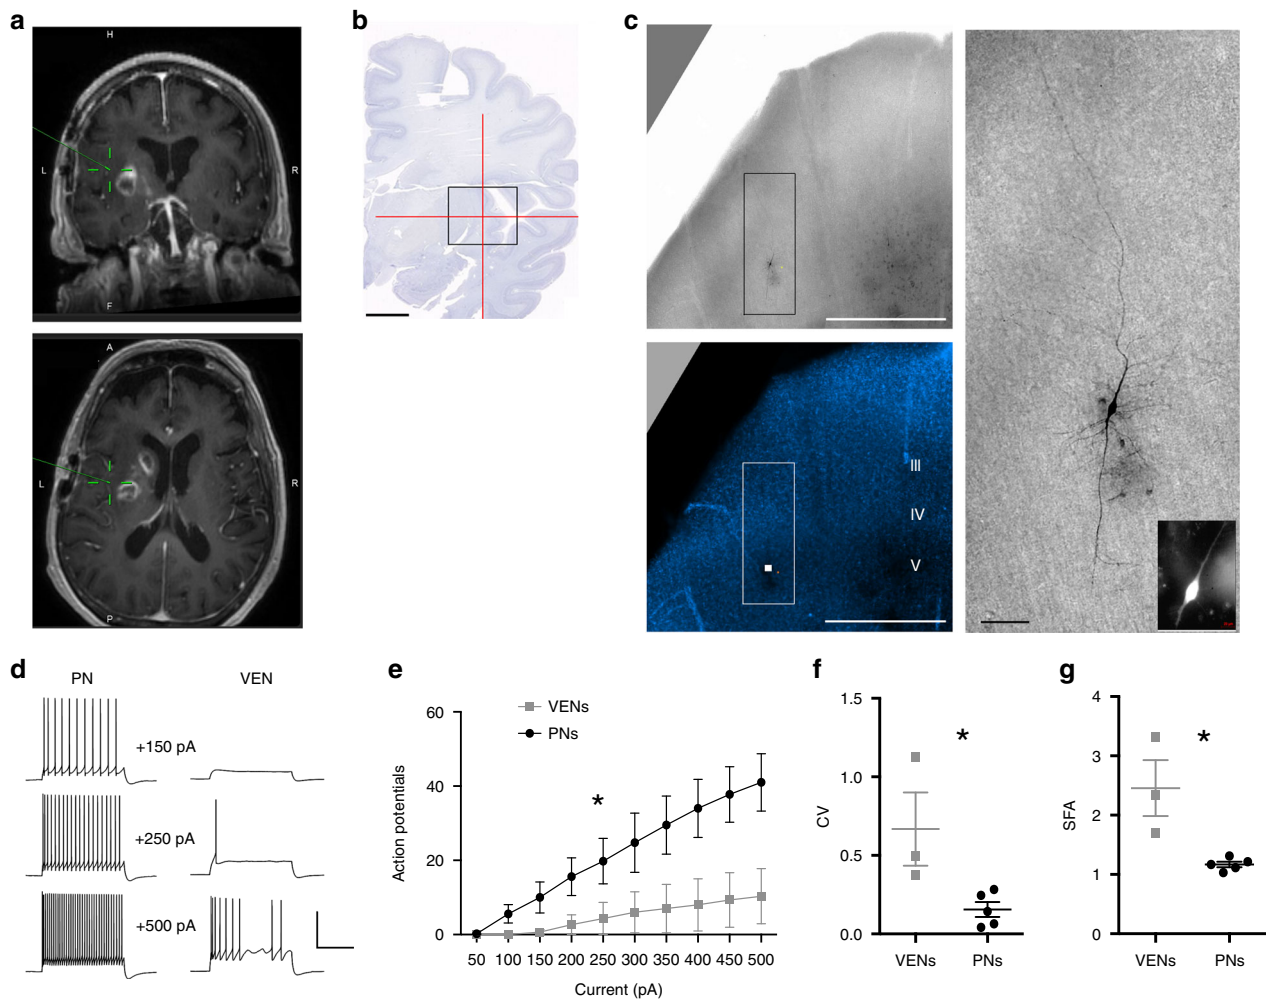 a
H
L
R
F
A
L
R
P
b
c
III
IV
V
d
PN
VEN
+150 pA
+250 pA
+500 pA
e
VENs
PNs
Action potentials
60
40
20
0
*
50 100 150 200 250 300 350 400 450 500
Current (pA)
f
CV
1.5
1.0
0.5
0.0
*
VENs PNs
g
SFA
4
3
2
1
0
*
VENs PNs